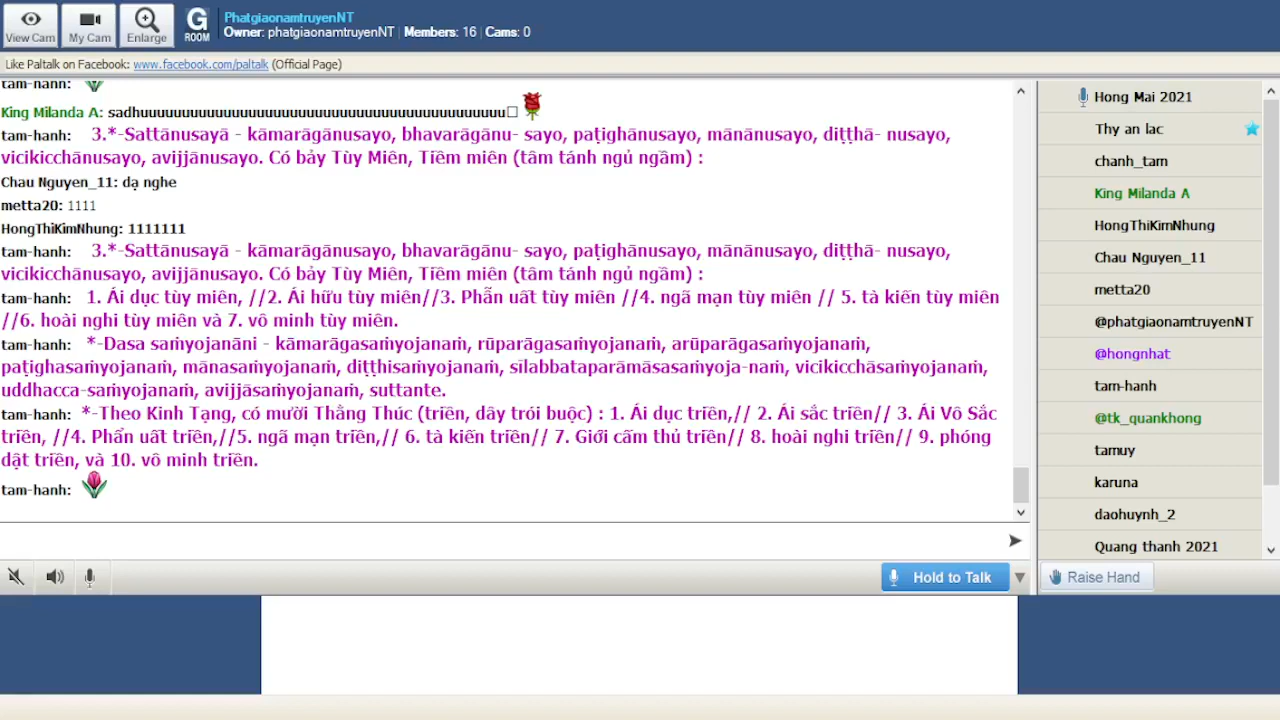 PhatgiaonamtruyenNT
View Cam My Cam Enlarge G ROOM Owner: phatgiaonamtruyenNT | Members: 16 | Cams: 0
Like Paltalk on Facebook: www.facebook.com/paltalk (Official Page)
tam-hanh:
King Milanda A: sadhuuuuuuuuuuuuuuuuuuuuuuuuuuuuuuuuuuuuuuuuuuuuuu
tam-hanh: 3.*-Sattānusayā - kāmarāgānusayo, bhavarāgānu- sayo, paṭighānusayo, mānānusayo, diṭṭhā- nusayo,
vicikicchānusayo, avijjānusayo. Có bảy Tùy Miên, Tiềm miên (tâm tánh ngủ ngầm) :
Chau Nguyen_11: dạ nghe
metta20: 1111
HongThiKimNhung: 1111111
tam-hanh: 3.*-Sattānusayā - kāmarāgānusayo, bhavarāgānu- sayo, paṭighānusayo, mānānusayo, diṭṭhā- nusayo,
vicikicchānusayo, avijjānusayo. Có bảy Tùy Miên, Tiềm miên (tâm tánh ngủ ngầm) :
tam-hanh: 1. Ái dục tùy miên, //2. Ái hữu tùy miên//3. Phẫn uất tùy miên //4. ngã mạn tùy miên // 5. tà kiến tùy miên
//6. hoài nghi tùy miên và 7. vô minh tùy miên.
tam-hanh: *-Dasa saṁyojanāni - kāmarāgasaṁyojanaṁ, rūparāgasaṁyojanaṁ, arūparāgasaṁyojanaṁ,
paṭighasaṁyojanaṁ, mānasaṁyojanaṁ, diṭṭhisaṁyojanaṁ, sīlabbataparāmāsasaṁyoja-naṁ, vicikicchāsaṁyojanaṁ,
uddhacca-saṁyojanaṁ, avijjāsaṁyojanaṁ, suttante.
tam-hanh: *-Theo Kinh Tạng, có mười Thằng Thúc (triền, dây trói buộc) : 1. Ái dục triền,// 2. Ái sắc triền// 3. Ái Vô Sắc
triền, //4. Phẩn uất triền,//5. ngã mạn triền,// 6. tà kiến triền// 7. Giới cấm thủ triền// 8. hoài nghi triền// 9. phóng
dật triền, và 10. vô minh triền.
tam-hanh:
Hold to Talk
Hong Mai 2021
Thy an lac
chanh_tam
King Milanda A
HongThiKimNhung
Chau Nguyen_11
metta20
@phatgiaonamtruyenNT
@hongnhat
tam-hanh
@tk_quankhong
tamuy
karuna
daohuynh_2
Quang thanh 2021
Raise Hand